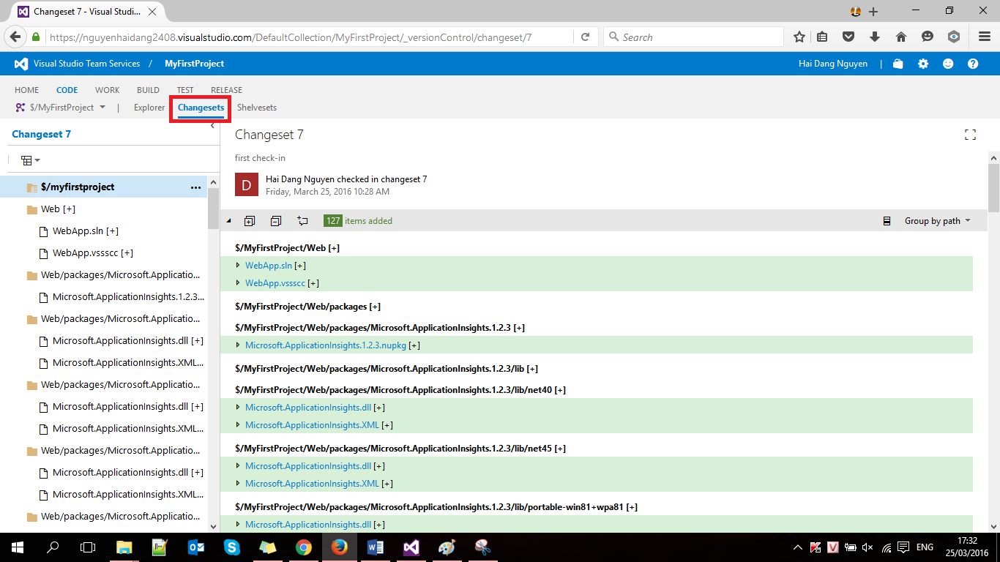 Changeset 7 - Visual Studi...
https://nguyenhaidang2408.visualstudio.com/DefaultCollection/MyFirstProject/_versionControl/changeset/7
Search
Visual Studio Team Services / MyFirstProject
Hai Dang Nguyen |
HOME CODE WORK BUILD TEST RELEASE
$/MyFirstProject | Explorer Changesets Shelvesets
Changeset 7
$/myfirstproject ...
Web [+]
WebApp.sln [+]
WebApp.vssscc [+]
Web/packages/Microsoft.Applicatio...
Microsoft.ApplicationInsights.1.2.3...
Web/packages/Microsoft.Applicatio...
Microsoft.ApplicationInsights.dll [+]
Microsoft.ApplicationInsights.XML...
Web/packages/Microsoft.Applicatio...
Microsoft.ApplicationInsights.dll [+]
Microsoft.ApplicationInsights.XML...
Web/packages/Microsoft.Applicatio...
Microsoft.ApplicationInsights.dll [+]
Microsoft.ApplicationInsights.XML...
Web/packages/Microsoft.Applicatio...
Changeset 7
first check-in
D
Hai Dang Nguyen checked in changeset 7
Friday, March 25, 2016 10:28 AM
127 items added
Group by path
$/MyFirstProject/Web [+]
WebApp.sln [+]
WebApp.vssscc [+]
$/MyFirstProject/Web/packages [+]
$/MyFirstProject/Web/packages/Microsoft.ApplicationInsights.1.2.3 [+]
Microsoft.ApplicationInsights.1.2.3.nupkg [+]
$/MyFirstProject/Web/packages/Microsoft.ApplicationInsights.1.2.3/lib [+]
$/MyFirstProject/Web/packages/Microsoft.ApplicationInsights.1.2.3/lib/net40 [+]
Microsoft.ApplicationInsights.dll [+]
Microsoft.ApplicationInsights.XML [+]
$/MyFirstProject/Web/packages/Microsoft.ApplicationInsights.1.2.3/lib/net45 [+]
Microsoft.ApplicationInsights.dll [+]
Microsoft.ApplicationInsights.XML [+]
$/MyFirstProject/Web/packages/Microsoft.ApplicationInsights.1.2.3/lib/portable-win81+wpa81 [+]
Microsoft.ApplicationInsights.dll [+]
ENG
17:32
25/03/2016